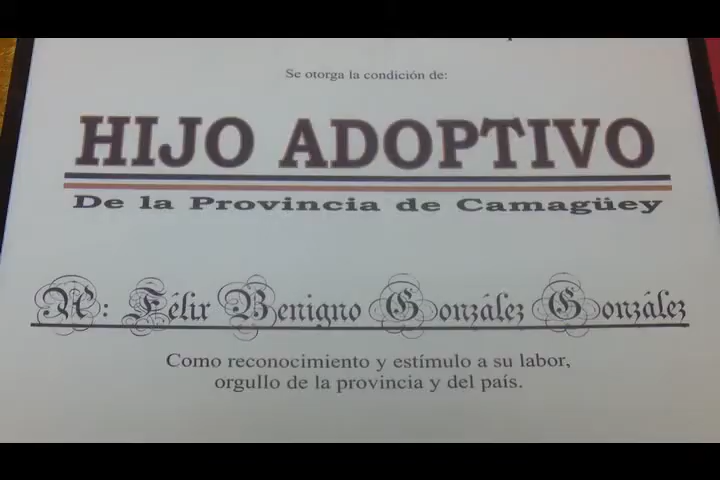 Se otorga la condición de:
HIJO ADOPTIVO
De la Provincia de Camagüey
A: Félix Benigno González González
Como reconocimiento y estímulo a su labor,
orgullo de la provincia y del país.